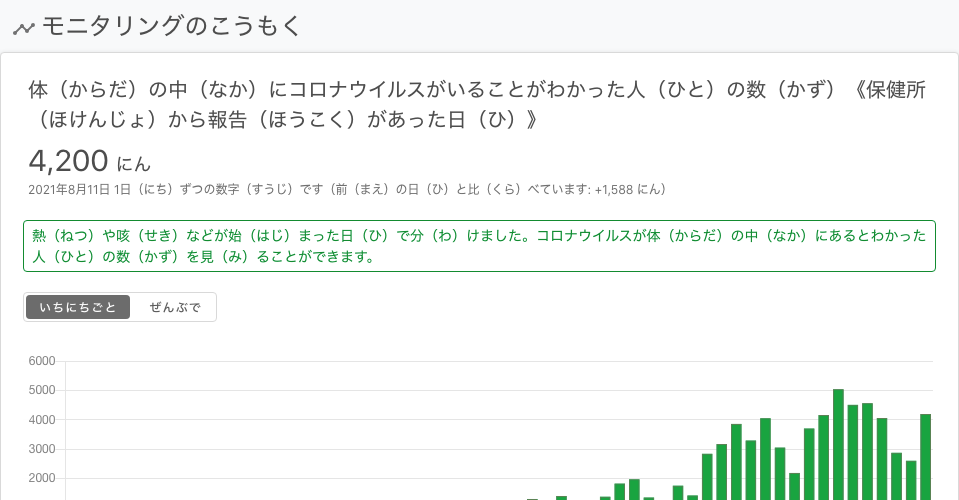 モニタリングのこうもく
体（からだ）の中（なか）にコロナウイルスがいることがわかった人（ひと）の数（かず）《保健所
（ほけんじょ）から報告（ほうこく）があった日（ひ）》
4,200 にん
2021年8月11日 1日（にち）ずつの数字（すうじ）です（前（まえ）の日（ひ）と比（くら）べています: +1,588 にん）
熱（ねつ）や咳（せき）などが始（はじ）まった日（ひ）で分（わ）けました。コロナウイルスが体（からだ）の中（なか）にあるとわかった
人（ひと）の数（かず）を見（み）ることができます。
いちにちごと ぜんぶで
6000
5000
4000
3000
2000